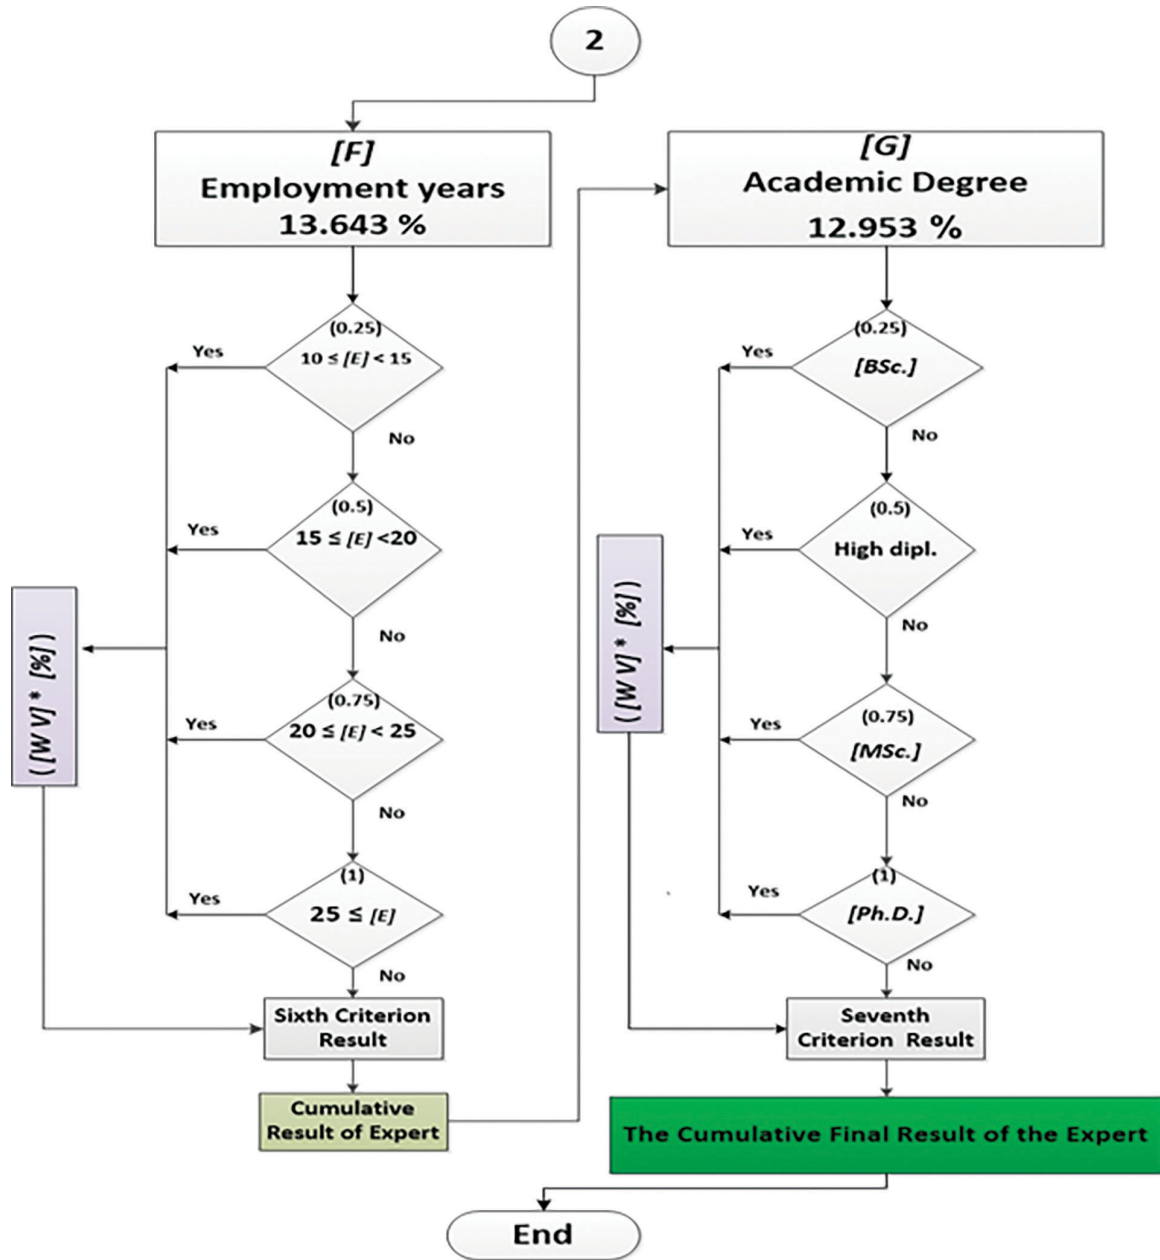 2
[F]
Employment years
13.643 %
(0.25)
10 ≤ [E] < 15
Yes
No
(0.5)
15 ≤ [E] <20
Yes
No
(0.75)
20 ≤ [E] < 25
Yes
No
(1)
25 ≤ [E]
Yes
No
([W V] * [%])
Sixth Criterion
Result
Cumulative
Result of Expert
[G]
Academic Degree
12.953 %
(0.25)
[BSc.]
Yes
No
(0.5)
High dipl.
Yes
No
(0.75)
[MSc.]
Yes
No
(1)
[Ph.D.]
Yes
No
([W V] * [%])
Seventh
Criterion Result
The Cumulative Final Result of the Expert
End